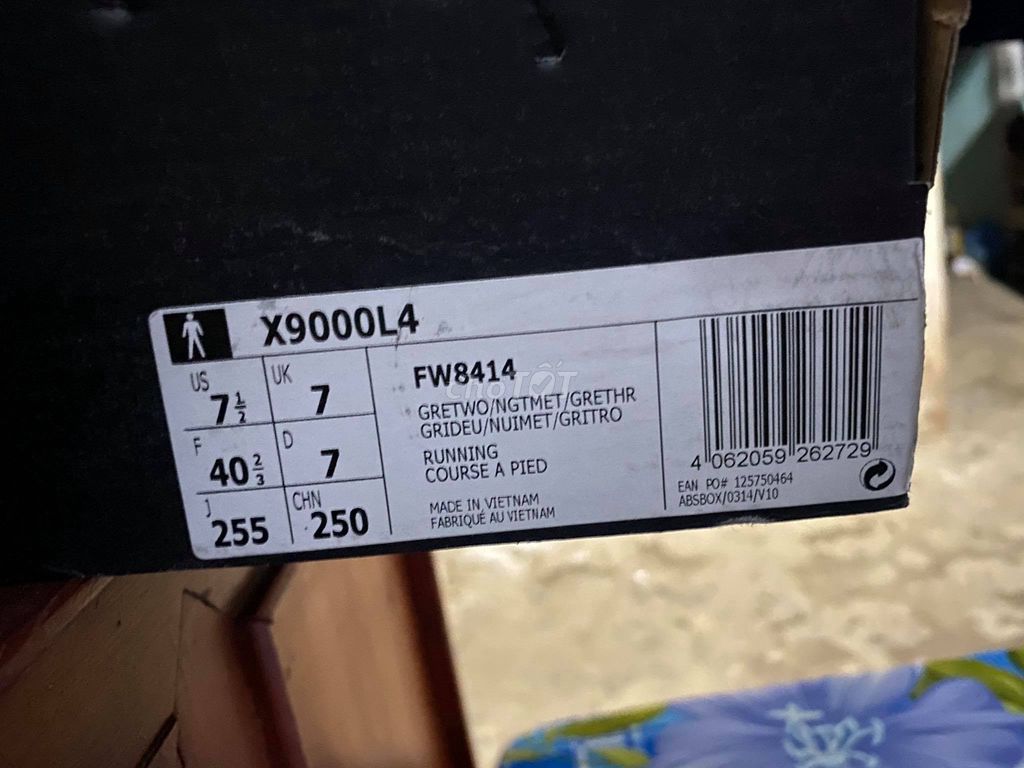 X9000L4
US 7½
UK 7
F 40⅔
D 7
J 255
CHN 250
FW8414
GRETWO/NGTMET/GRETHR
GRIDEU/NUIMET/GRITRO
RUNNING
COURSE A PIED
MADE IN VIETNAM
FABRIQUÉ AU VIETNAM
4 062059 262729
EAN PO# 125750464
ABSBOX/0314/V10
chợTỐT